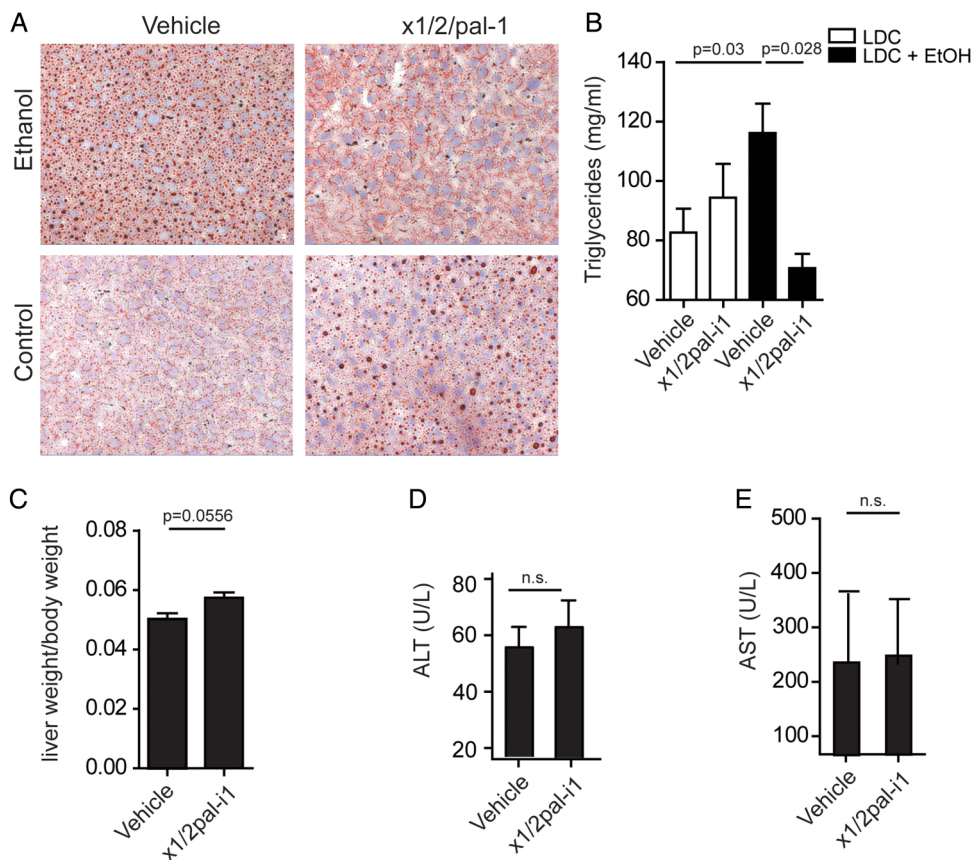 A
Vehicle
x1/2/pal-1
Ethanol
Control
B
LDC
LDC + EtOH
p=0.03
p=0.028
Triglycerides (mg/ml)
140
120
100
80
60
Vehicle
x1/2pal-i1
Vehicle
x1/2pal-i1
C
p=0.0556
liver weight/body weight
0.08
0.06
0.04
0.02
0.00
Vehicle
x1/2pal-i1
D
n.s.
ALT (U/L)
80
60
40
20
Vehicle
x1/2pal-i1
E
n.s.
AST (U/L)
500
400
300
200
100
Vehicle
x1/2pal-i1